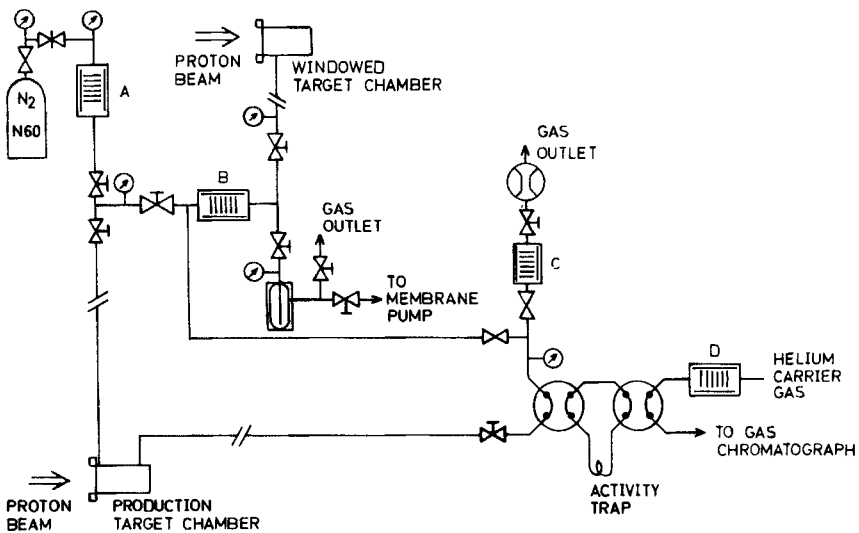 PROTON
BEAM
WINDOWED
TARGET CHAMBER
A
N2
N60
GAS
OUTLET
B
GAS
OUTLET
C
TO
MEMBRANE
PUMP
D
HELIUM
CARRIER
GAS
TO GAS
CHROMATOGRAPH
ACTIVITY
TRAP
PROTON
BEAM
PRODUCTION
TARGET CHAMBER